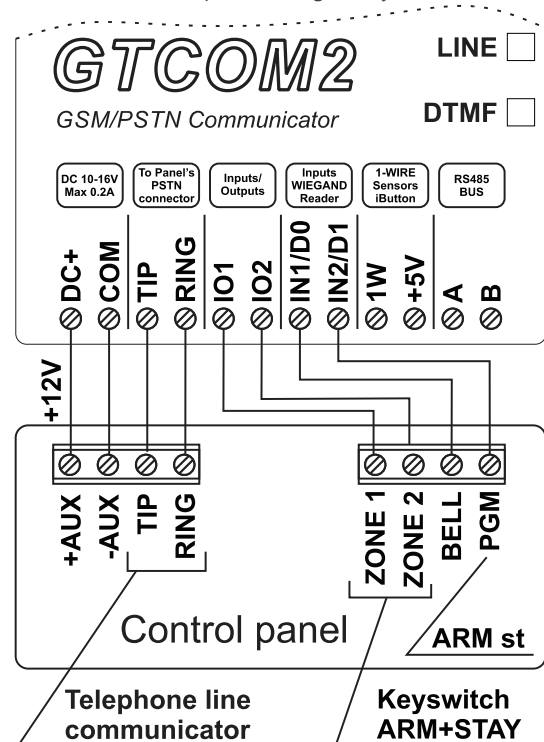 GTCOM2
LINE
GSM/PSTN Communicator
DTMF
DC 10-16V
Max 0.2A
To Panel's
PSTN
connector
Inputs/
Outputs
Inputs
WIEGAND
Reader
1-WIRE
Sensors
iButton
RS485
BUS
DC+
COM
TIP
RING
IO1
IO2
IN1/D0
IN2/D1
1W
+5V
A
B
+12V
+AUX
-AUX
TIP
RING
ZONE 1
ZONE 2
BELL
PGM
Control panel
ARM st
Telephone line
communicator
Keyswitch
ARM+STAY